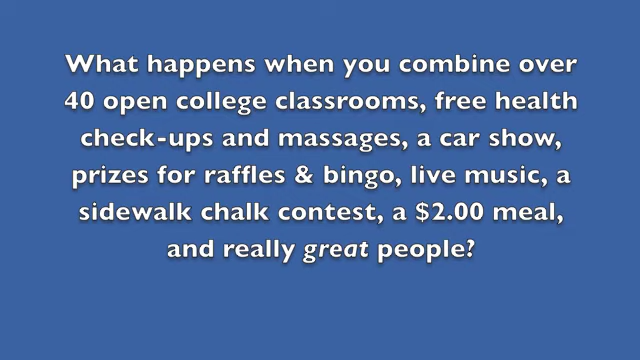 What happens when you combine over
40 open college classrooms, free health
check-ups and massages, a car show,
prizes for raffles & bingo, live music, a
sidewalk chalk contest, a $2.00 meal,
and really great people?